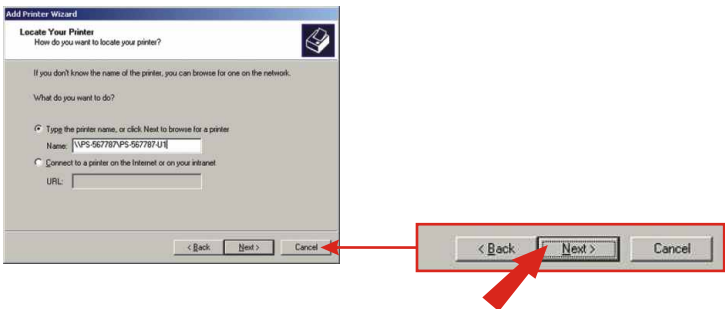 Add Printer Wizard
Locate Your Printer
How do you want to locate your printer?
If you don't know the name of the printer, you can browse for one on the network.
What do you want to do?
Type the printer name, or click Next to browse for a printer
Name: \\PS-567787\PS-567787-U1
Connect to a printer on the Internet or on your intranet
URL:
< Back Next > Cancel
< Back Next > Cancel